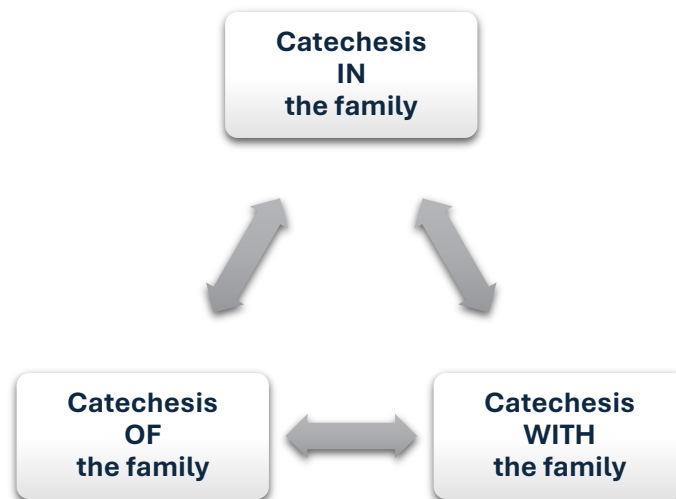 Catechesis
IN
the family
Catechesis
OF
the family
Catechesis
WITH
the family